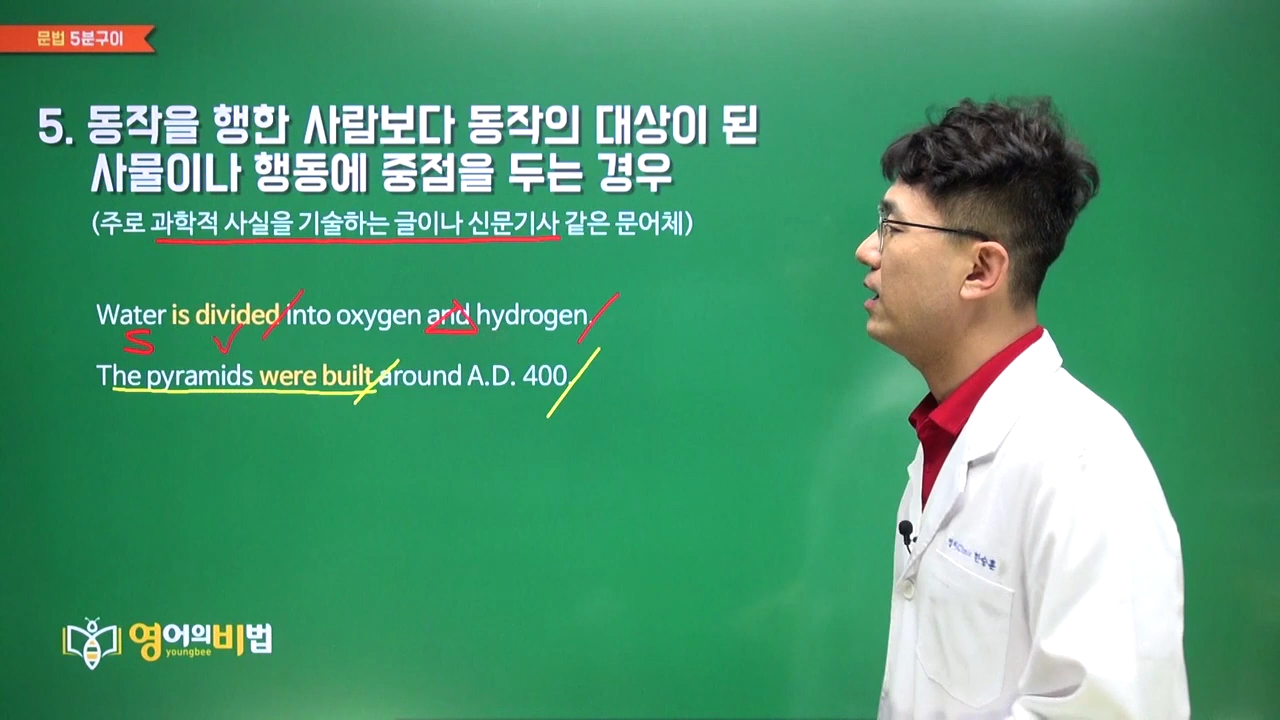 문법 5분구이
5. 동작을 행한 사람보다 동작의 대상이 된
사물이나 행동에 중점을 두는 경우
(주로 과학적 사실을 기술하는 글이나 신문기사 같은 문어체)
Water is divided into oxygen and hydrogen.
S
The pyramids were built around A.D. 400.
영어의비법
youngbee